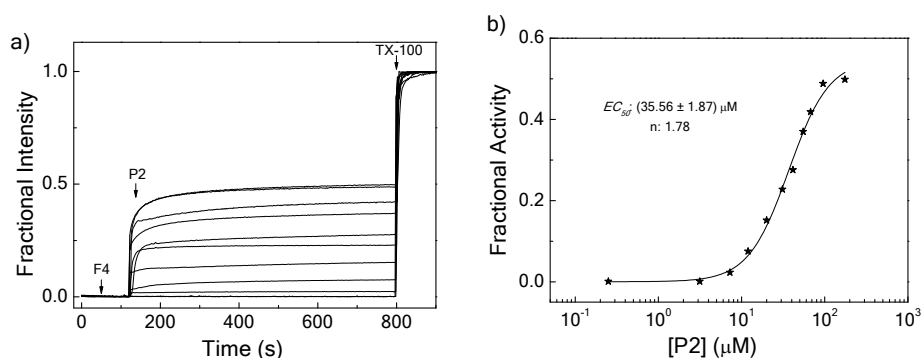 a)
TX-100
1.0
P2
0.5
F4
0.0
0 200 400 600 800
Time (s)
Fractional Intensity
b)
0.6
EC50: (35.56 ± 1.87) μM
n: 1.78
0.4
0.2
0.0
10-1 100 101 102 103
[P2] (μM)
Fractional Activity